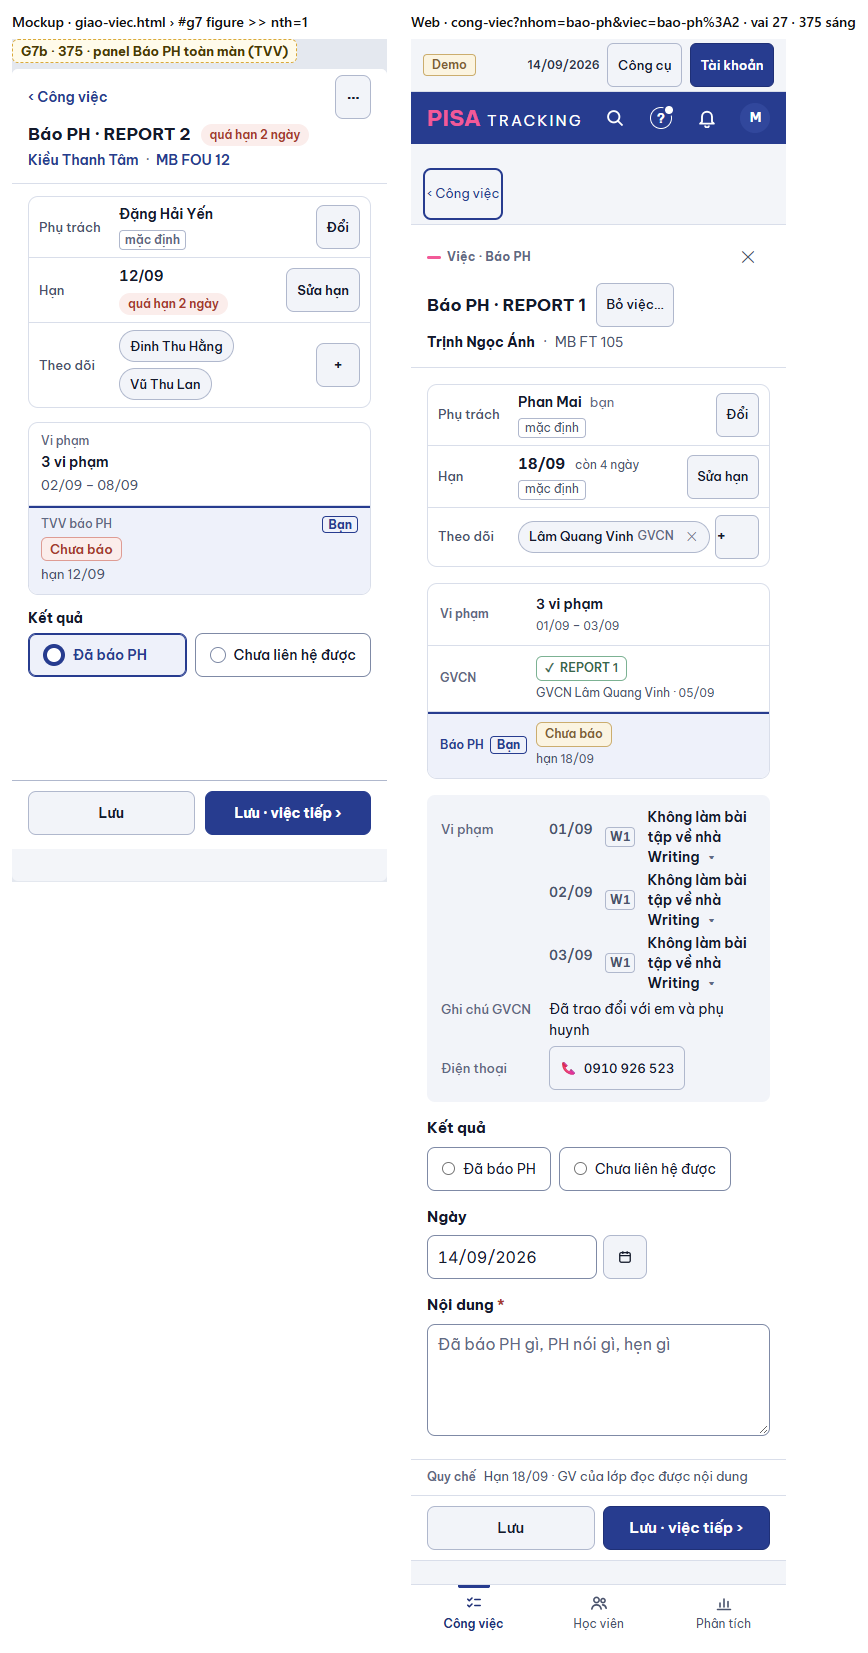 Mockup · giao-viec.html › #g7 figure >> nth=1
G7b · 375 · panel Báo PH toàn màn (TVV)
‹ Công việc
...
Báo PH · REPORT 2 quá hạn 2 ngày
Kiều Thanh Tâm · MB FOU 12
Phụ trách
Đặng Hải Yến
mặc định
Đổi
Hạn
12/09
quá hạn 2 ngày
Sửa hạn
Theo dõi
Đinh Thu Hằng
Vũ Thu Lan
+
Vi phạm
3 vi phạm
02/09 – 08/09
TVV báo PH
Bạn
Chưa báo
hạn 12/09
Kết quả
Đã báo PH
Chưa liên hệ được
Lưu
Lưu · việc tiếp ›
Web · cong-viec?nhom=bao-ph&viec=bao-ph%3A2 · vai 27 · 375 sáng
Demo
14/09/2026
Công cụ
Tài khoản
PISA TRACKING
?
M
‹ Công việc
Việc · Báo PH
Báo PH · REPORT 1
Bỏ việc...
Trịnh Ngọc Ánh · MB FT 105
Phụ trách
Phan Mai bạn
mặc định
Đổi
Hạn
18/09 còn 4 ngày
mặc định
Sửa hạn
Theo dõi
Lâm Quang Vinh GVCN
+
Vi phạm
3 vi phạm
01/09 – 03/09
GVCN
✓ REPORT 1
GVCN Lâm Quang Vinh · 05/09
Báo PH Bạn
Chưa báo
hạn 18/09
Vi phạm
01/09 W1 Không làm bài
tập về nhà
Writing
02/09 W1 Không làm bài
tập về nhà
Writing
03/09 W1 Không làm bài
tập về nhà
Writing
Ghi chú GVCN
Đã trao đổi với em và phụ
huynh
Điện thoại
0910 926 523
Kết quả
Đã báo PH
Chưa liên hệ được
Ngày
14/09/2026
Nội dung *
Đã báo PH gì, PH nói gì, hẹn gì
Quy chế Hạn 18/09 · GV của lớp đọc được nội dung
Lưu
Lưu · việc tiếp ›
Công việc
Học viên
Phân tích